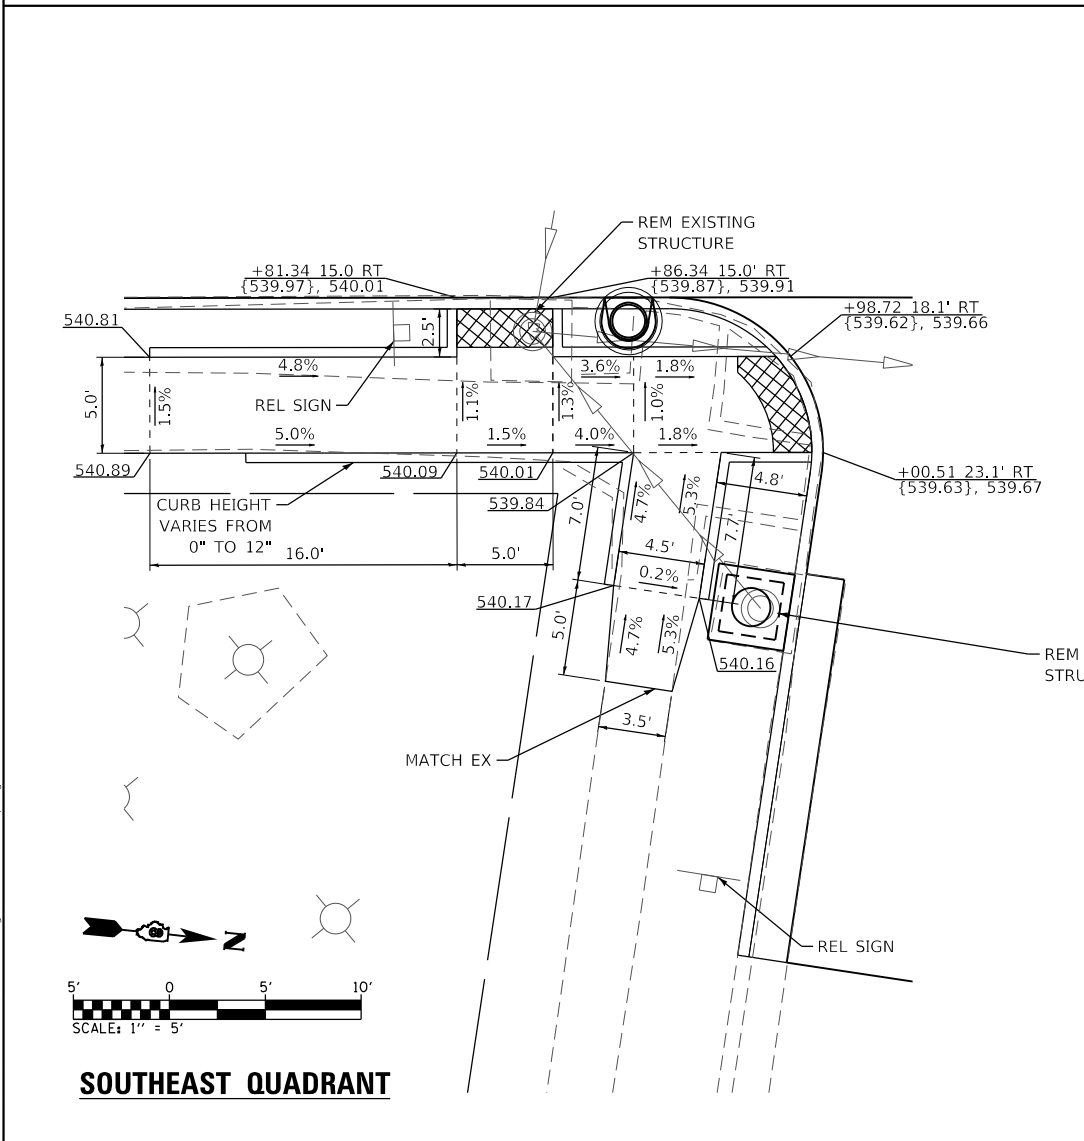 REM EXISTING
STRUCTURE
+81.34 15.0 RT
{539.97}, 540.01
+86.34 15.0' RT
{539.87}, 539.91
+98.72 18.1' RT
{539.62}, 539.66
540.81
2.5'
4.8%
3.6%
1.8%
5.0'
1.5%
REL SIGN
1.1%
1.3%
1.0%
5.0%
1.5%
4.0%
1.8%
540.89
540.09
540.01
+00.51 23.1' RT
{539.63}, 539.67
4.8'
CURB HEIGHT
VARIES FROM
0" TO 12"
539.84
7.0'
4.7%
5.3%
7.7'
16.0'
5.0'
4.5'
0.2%
540.17
5.0'
4.7%
5.3%
540.16
REM
STRU
3.5'
MATCH EX
REL SIGN
N
5' 0 5' 10'
SCALE: 1'' = 5'
SOUTHEAST QUADRANT